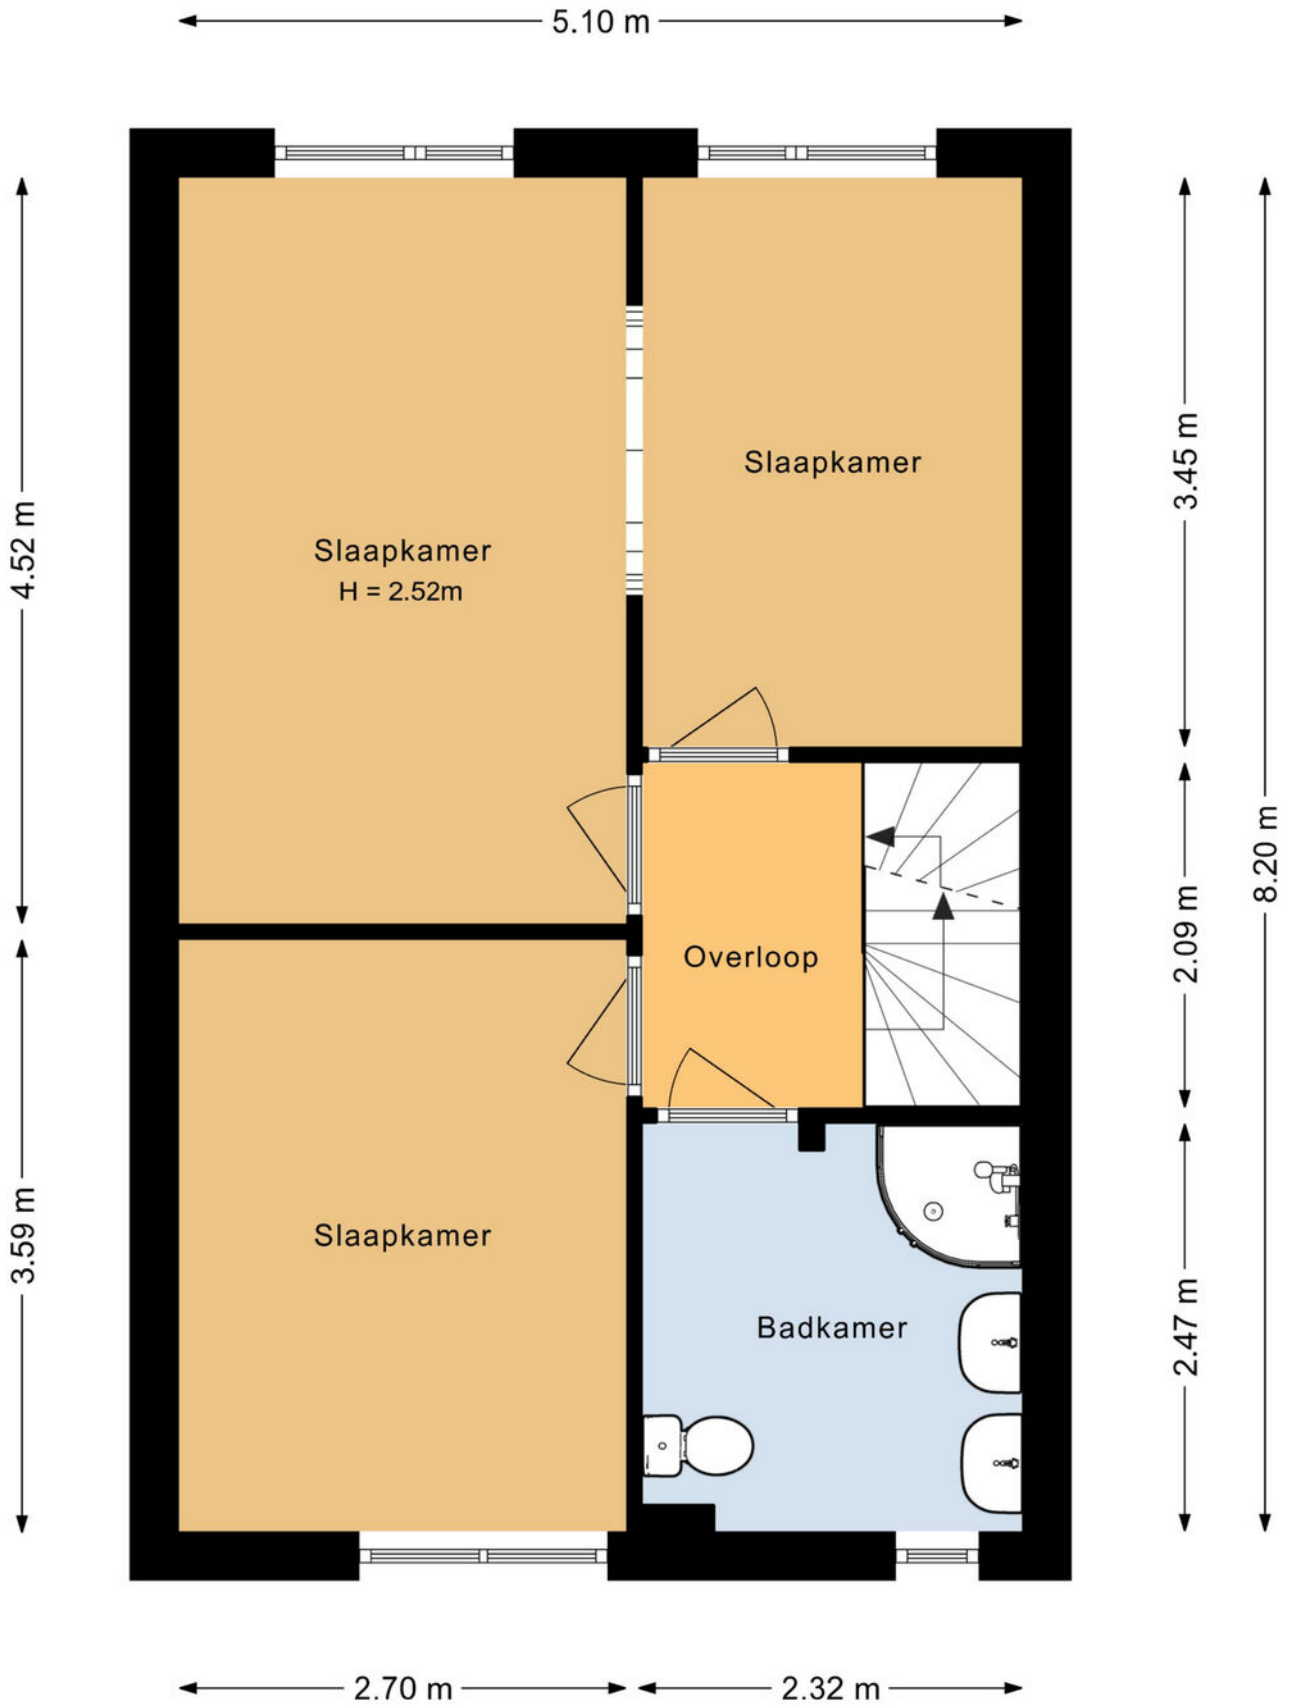 5.10 m
4.52 m
3.45 m
Slaapkamer
Slaapkamer
H = 2.52m
8.20 m
2.09 m
Overloop
3.59 m
Slaapkamer
Badkamer
2.47 m
2.70 m
2.32 m